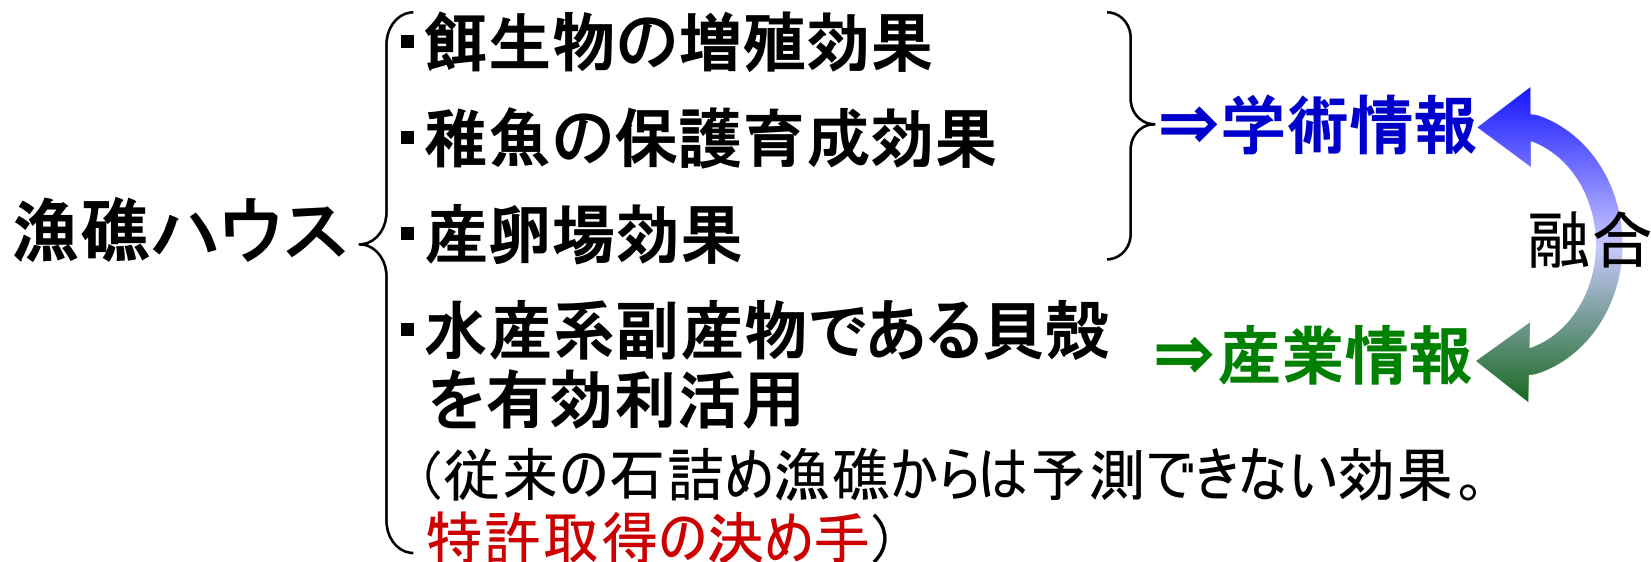 漁礁ハウス
・餌生物の増殖効果
・稚魚の保護育成効果
・産卵場効果
⇒学術情報
・水産系副産物である貝殻
を有効利活用
⇒産業情報
融合
（従来の石詰め漁礁からは予測できない効果。
特許取得の決め手）